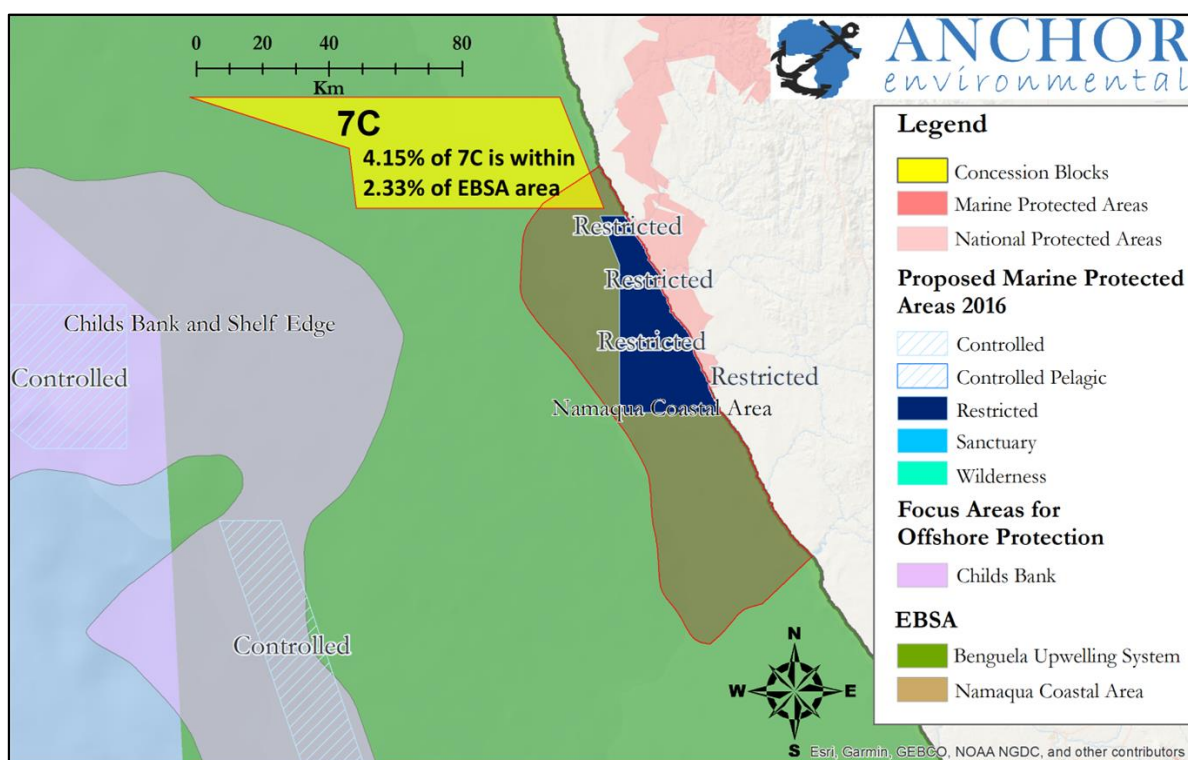 0 20 40 80
Km
7C
4.15% of 7C is within
2.33% of EBSA area
Restricted
Restricted
Childs Bank and Shelf Edge
Restricted
Controlled
Restricted
Namaqua Coastal Area
Controlled
N
W E
S
Esri, Garmin, GEBCO, NOAA NGDC, and other contributors
ANCHOR
environmental
Legend
Concession Blocks
Marine Protected Areas
National Protected Areas
Proposed Marine Protected
Areas 2016
Controlled
Controlled Pelagic
Restricted
Sanctuary
Wilderness
Focus Areas for
Offshore Protection
Childs Bank
EBSA
Benguela Upwelling System
Namaqua Coastal Area